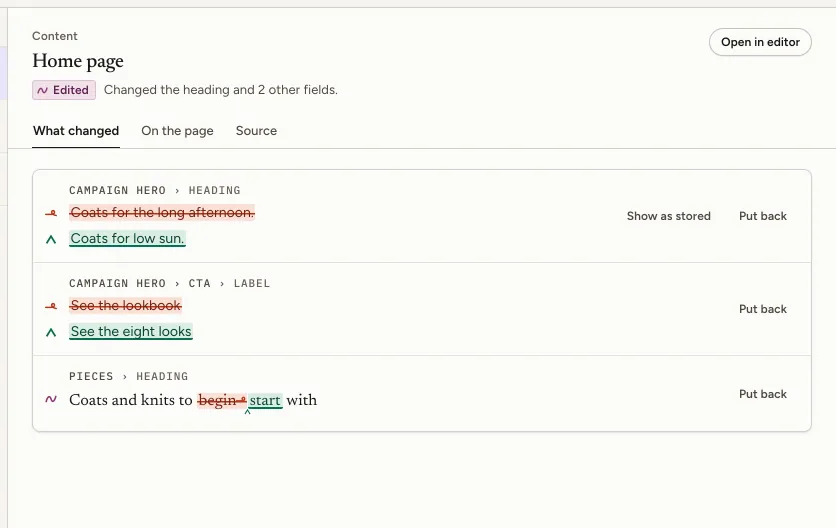 Content
Home page
Open in editor
Edited Changed the heading and 2 other fields.
What changed On the page Source
CAMPAIGN HERO › HEADING
Coats for the long afternoon.
Coats for low sun.
Show as stored Put back
CAMPAIGN HERO › CTA › LABEL
See the lookbook
See the eight looks
Put back
PIECES › HEADING
Coats and knits to begin start with
Put back